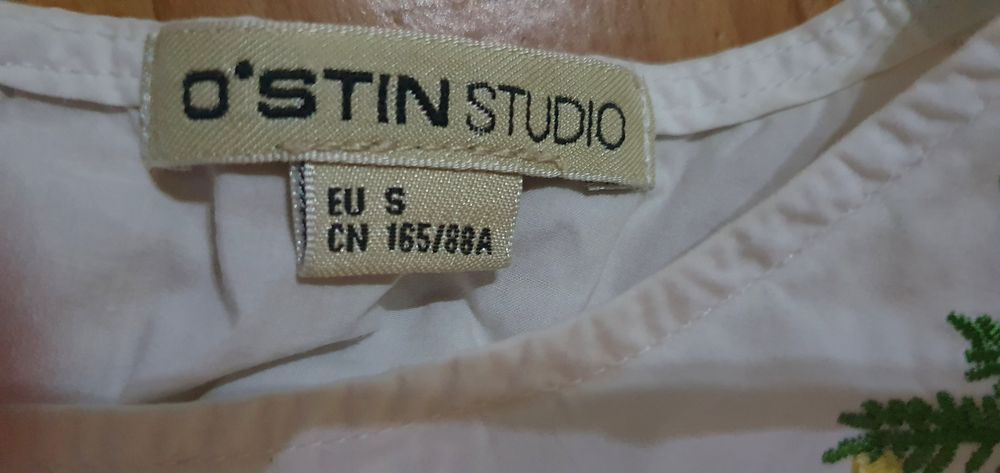 O'STIN STUDIO
EU S
CN 165/88A